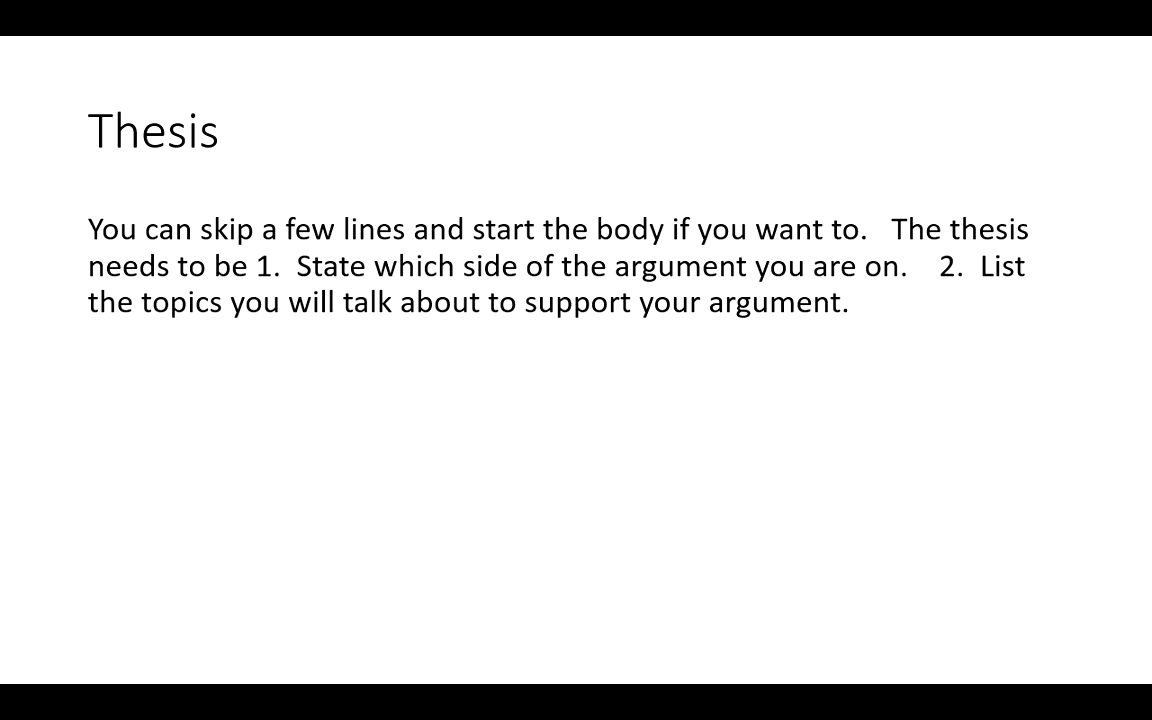 Thesis
You can skip a few lines and start the body if you want to.   The thesis
needs to be 1.  State which side of the argument you are on.    2.  List
the topics you will talk about to support your argument.